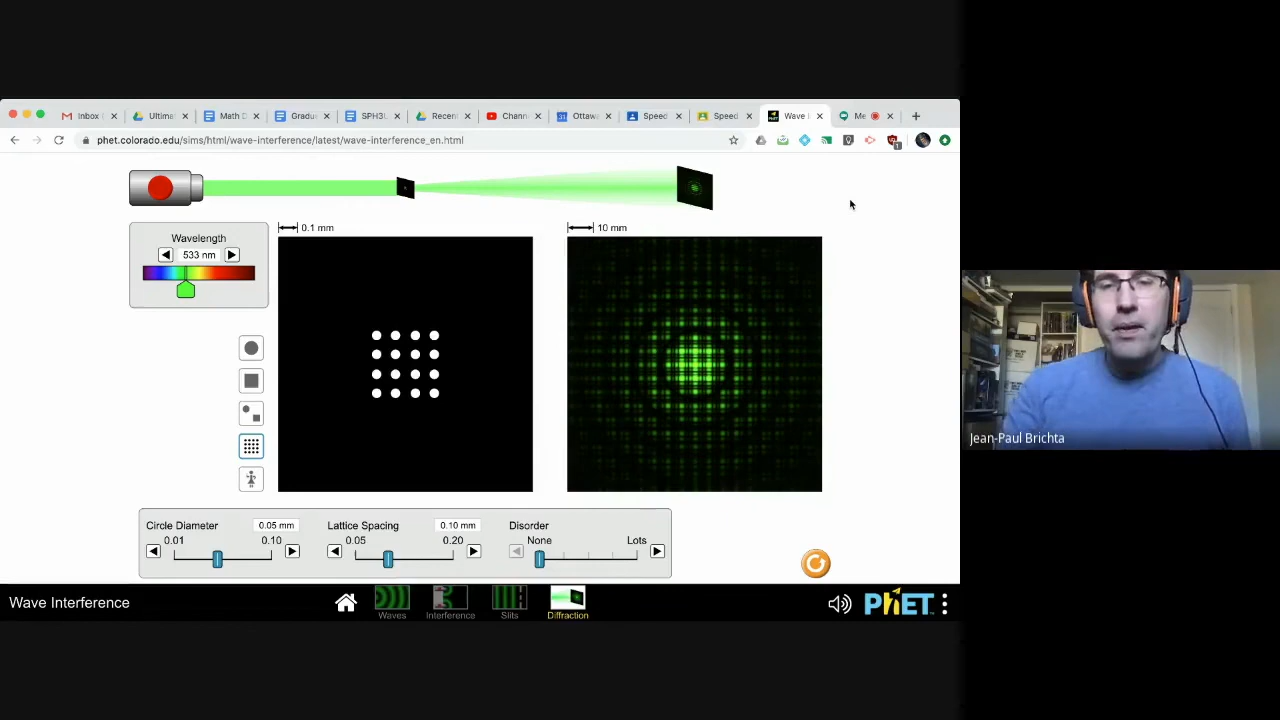 Inbox
Ultima
Math D
Gradu
SPH3U
Recen
Chann
Ottaw
Speed
Speed
Wave I
Me
phet.colorado.edu/sims/html/wave-interference/latest/wave-interference_en.html
1
0.1 mm
10 mm
Wavelength
533 nm
Jean-Paul Brichta
Circle Diameter
0.05 mm
Lattice Spacing
0.10 mm
Disorder
0.01
0.10
0.05
0.20
None
Lots
Wave Interference
Waves
Interference
Slits
Diffraction
PhET